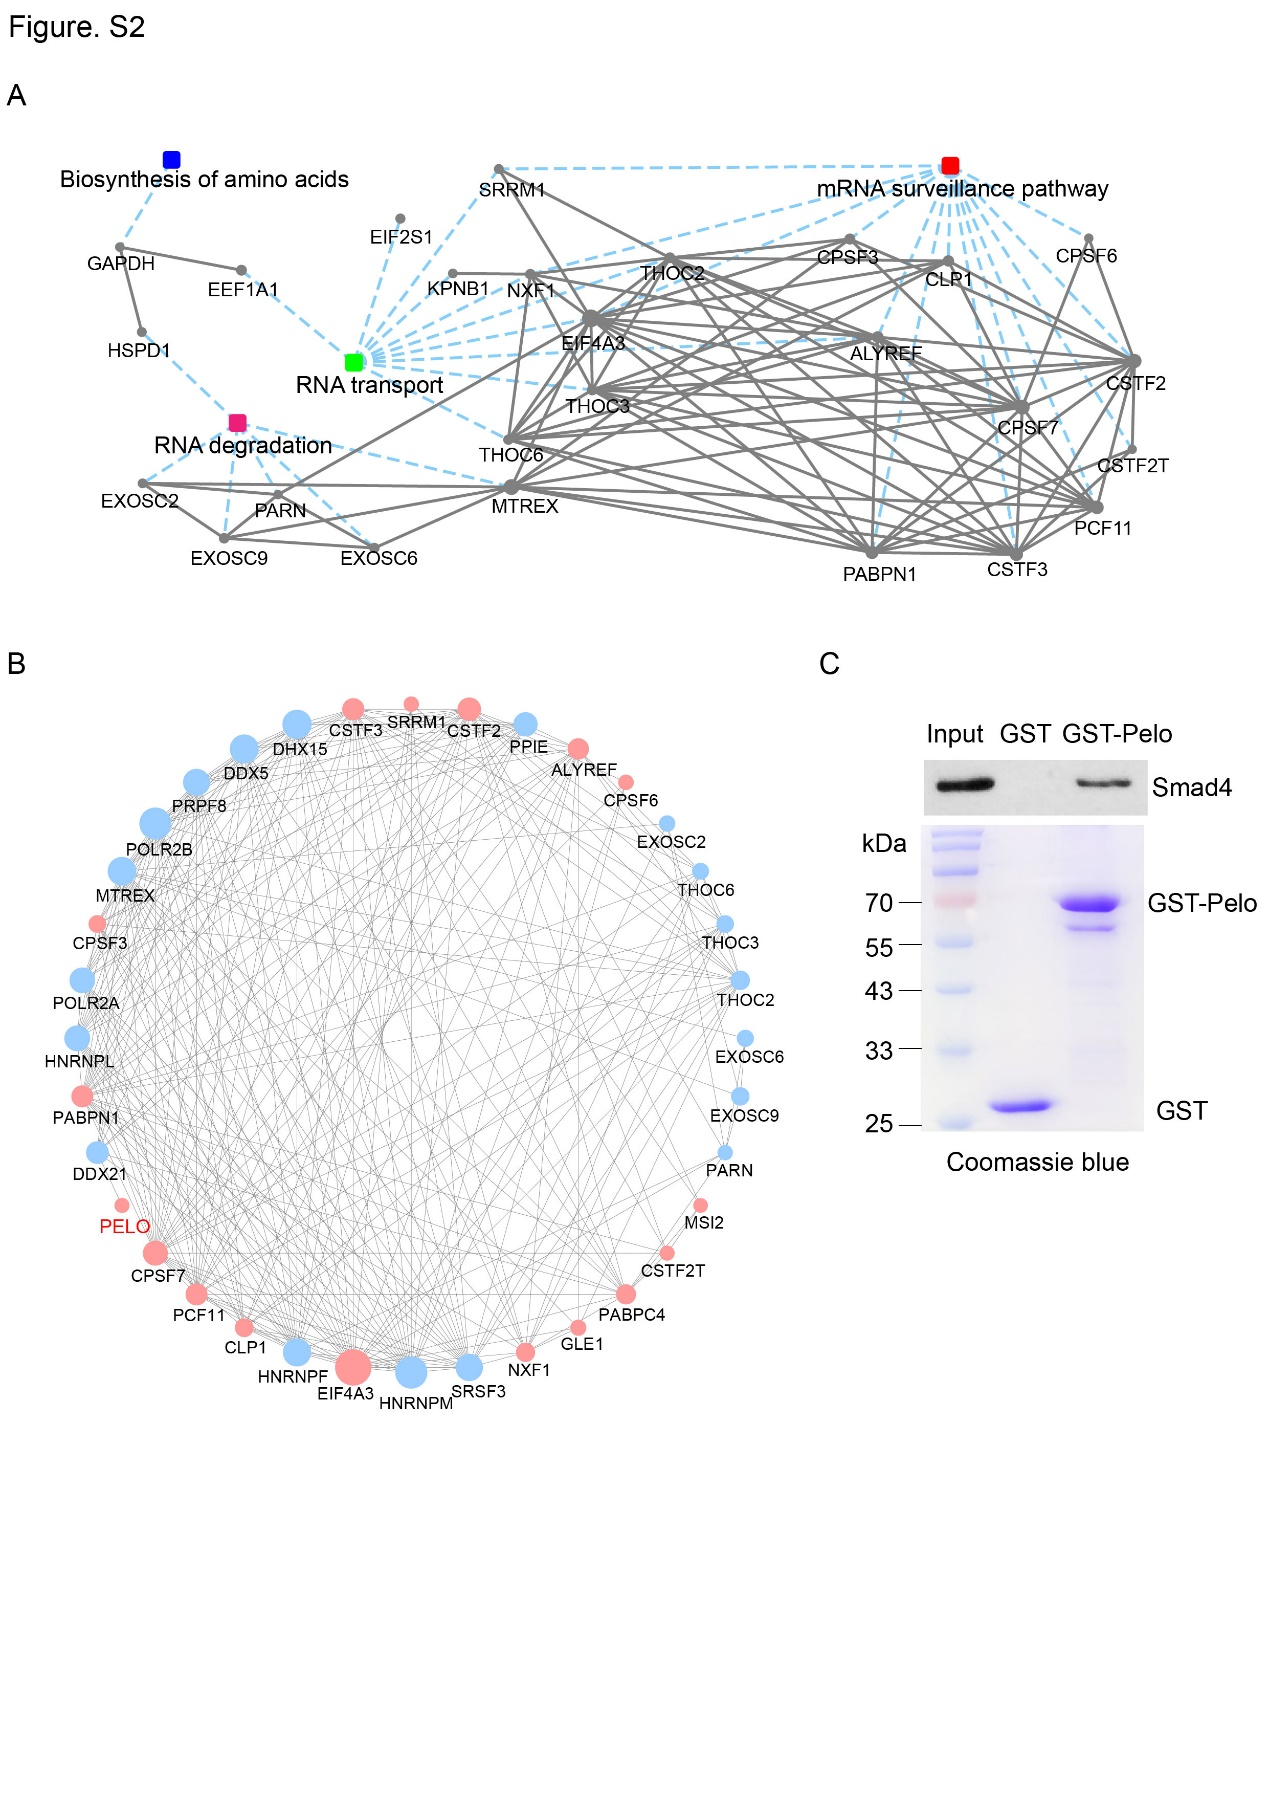 Figure. S2
A
Biosynthesis of amino acids
SRRM1
mRNA surveillance pathway
EIF2S1
GAPDH
EEF1A1
KPNB1
NXF1
THOC2
CPSF3
CLP1
CPSF6
HSPD1
EIF4A3
ALYREF
RNA transport
CSTF2
THOC3
CPSF7
RNA degradation
THOC6
CSTF2T
EXOSC2
PARN
MTREX
PCF11
EXOSC9
EXOSC6
PABPN1
CSTF3
B
CSTF3
SRRM1
CSTF2
DHX15
PPIE
DDX5
ALYREF
PRPF8
CPSF6
POLR2B
EXOSC2
MTREX
THOC6
CPSF3
THOC3
POLR2A
THOC2
HNRNPL
EXOSC6
PABPN1
EXOSC9
DDX21
PARN
PELO
MSI2
CPSF7
CSTF2T
PCF11
PABPC4
CLP1
GLE1
HNRNPF
NXF1
EIF4A3
HNRNPM
SRSF3
C
Input GST GST-Pelo
Smad4
kDa
70
GST-Pelo
55
43
33
25
GST
Coomassie blue